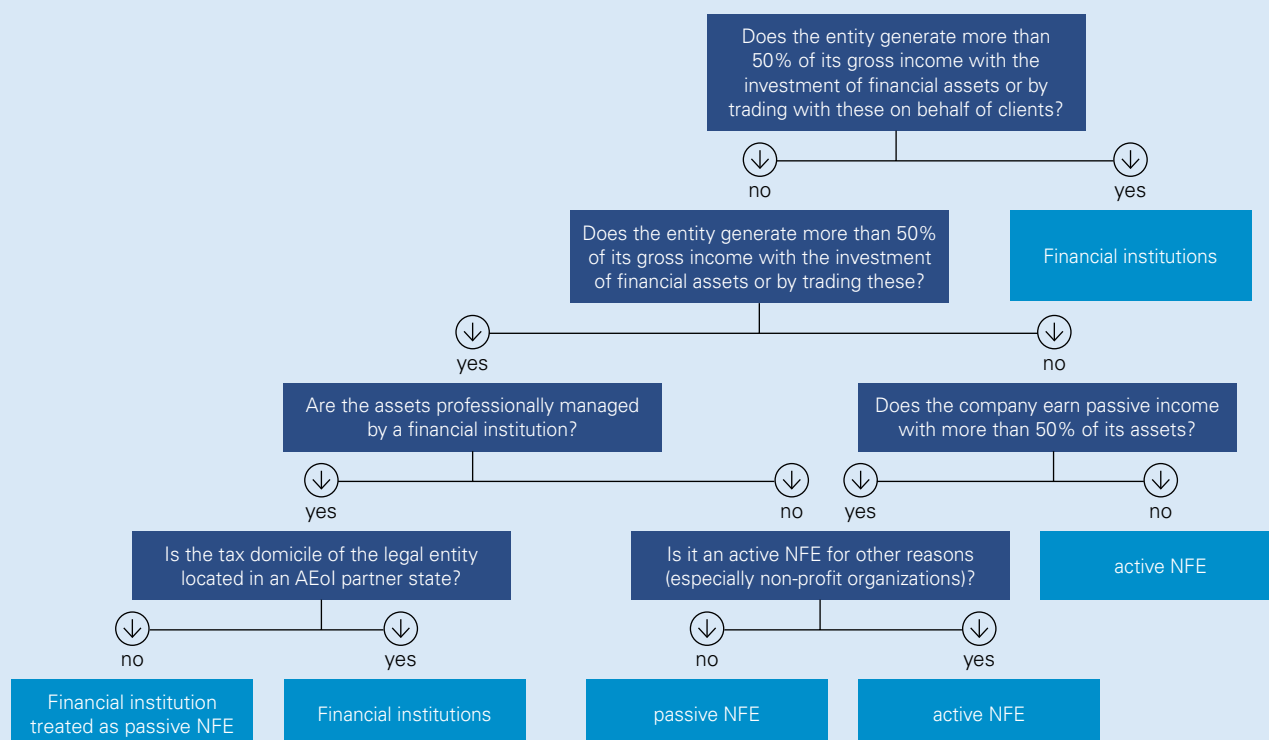 Does the entity generate more than
50% of its gross income with the
investment of financial assets or by
trading with these on behalf of clients?
no
yes
Does the entity generate more than 50%
of its gross income with the investment
of financial assets or by trading these?
Financial institutions
yes
no
Are the assets professionally managed
by a financial institution?
Does the company earn passive income
with more than 50% of its assets?
yes
no
yes
no
Is the tax domicile of the legal entity
located in an AEoI partner state?
Is it an active NFE for other reasons
(especially non-profit organizations)?
active NFE
no
yes
no
yes
Financial institution
treated as passive NFE
Financial institutions
passive NFE
active NFE